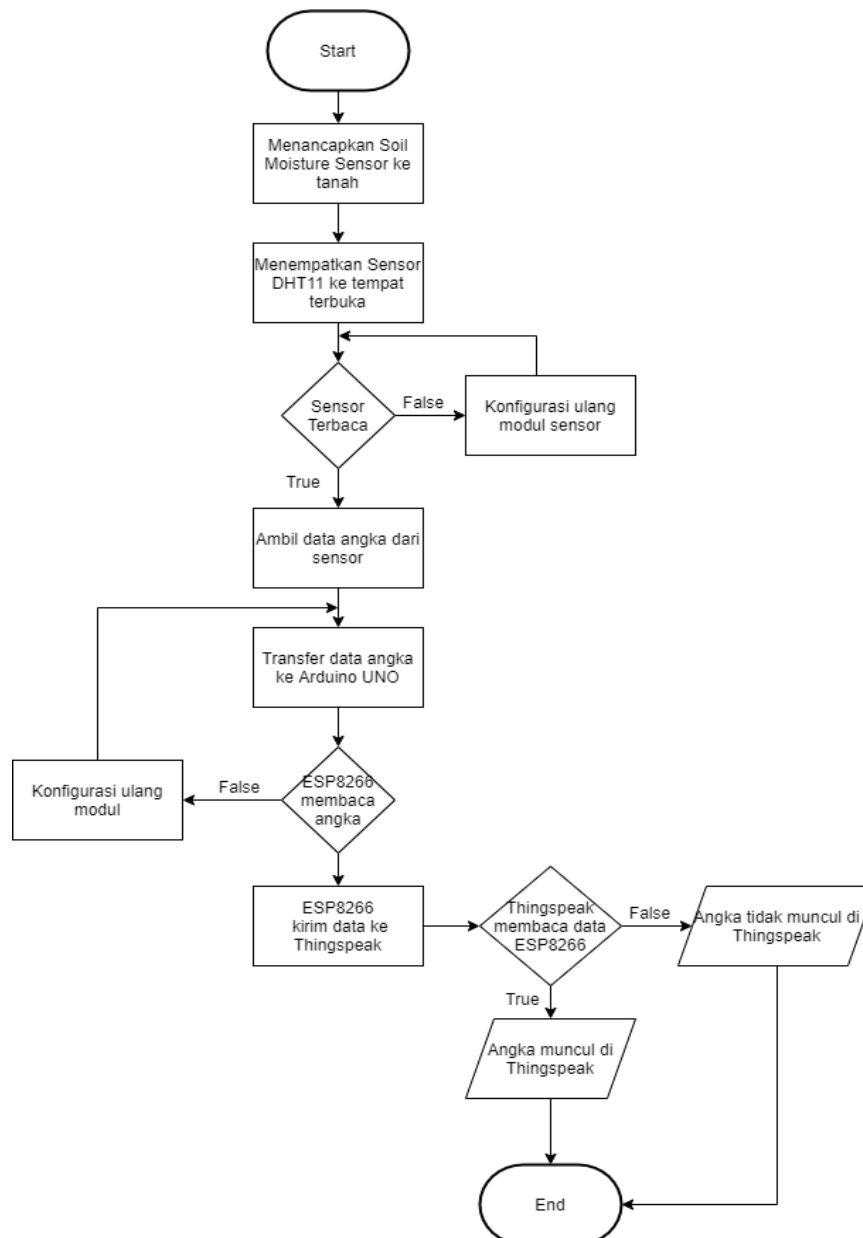 Start
Menancapkan Soil
Moisture Sensor ke
tanah
Menempatkan Sensor
DHT11 ke tempat
terbuka
Sensor
Terbaca
False
Konfigurasi ulang
modul sensor
True
Ambil data angka dari
sensor
Transfer data angka
ke Arduino UNO
ESP8266
membaca
angka
False
Konfigurasi ulang
modul
ESP8266
kirim data ke
Thingspeak
Thingspeak
membaca data
ESP8266
False
Angka tidak muncul di
Thingspeak
True
Angka muncul di
Thingspeak
End